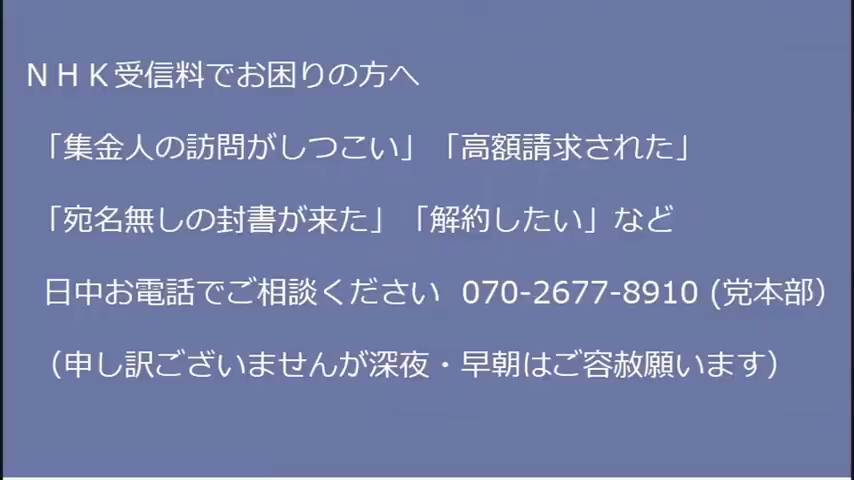 ＮＨＫ受信料でお困りの方へ
「集金人の訪問がしつこい」「高額請求された」
「宛名無しの封書が来た」「解約したい」など
日中お電話でご相談ください 070-2677-8910 (党本部）
（申し訳ございませんが深夜・早朝はご容赦願います）